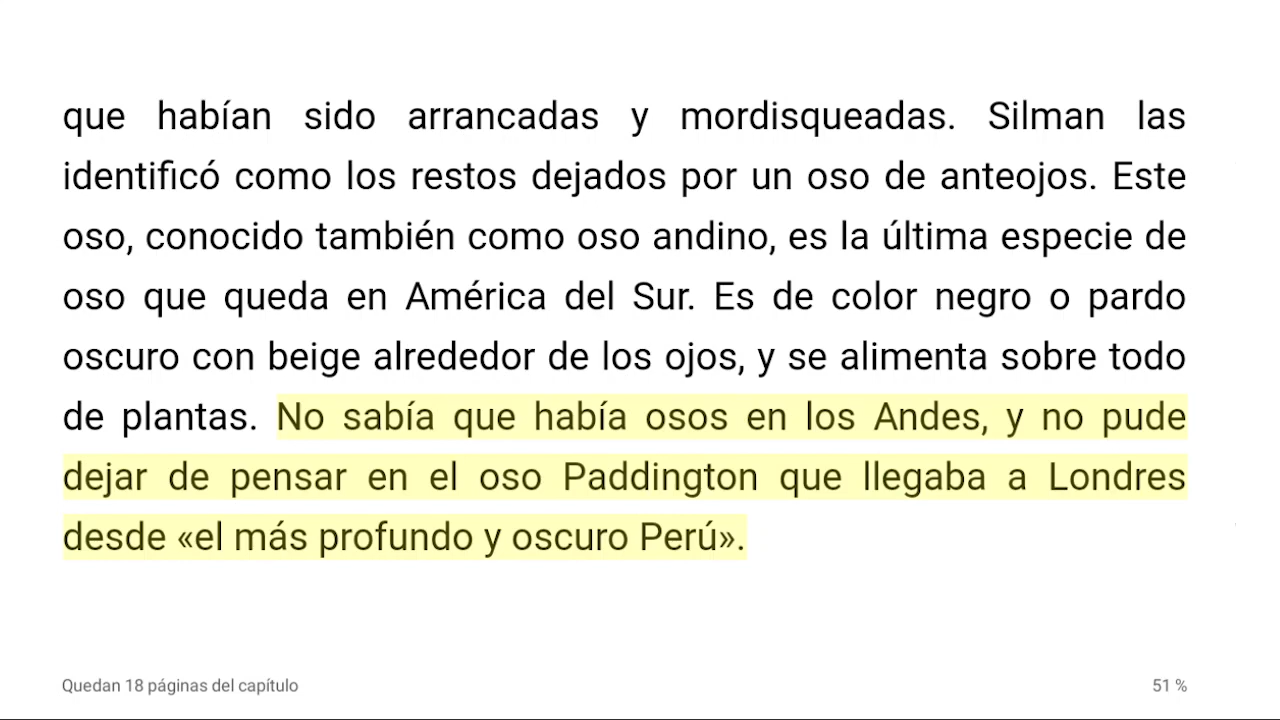 que habían sido arrancadas y mordisqueadas. Silman las
identificó como los restos dejados por un oso de anteojos. Este
oso, conocido también como oso andino, es la última especie de
oso que queda en América del Sur. Es de color negro o pardo
oscuro con beige alrededor de los ojos, y se alimenta sobre todo
de plantas. No sabía que había osos en los Andes, y no pude
dejar de pensar en el oso Paddington que llegaba a Londres
desde «el más profundo y oscuro Perú».
Quedan 18 páginas del capítulo 51 %